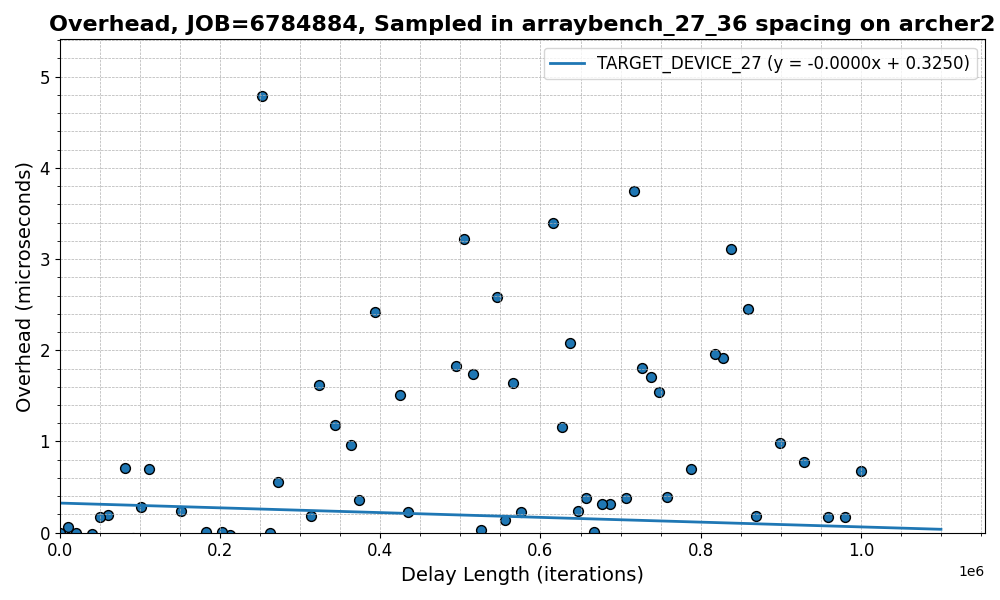 Overhead, JOB=6784884, Sampled in arraybench_27_36 spacing on archer2
TARGET_DEVICE_27 (y = -0.0000x + 0.3250)
Overhead (microseconds)
5
4
3
2
1
0
0.0 0.2 0.4 0.6 0.8 1.0
1e6
Delay Length (iterations)